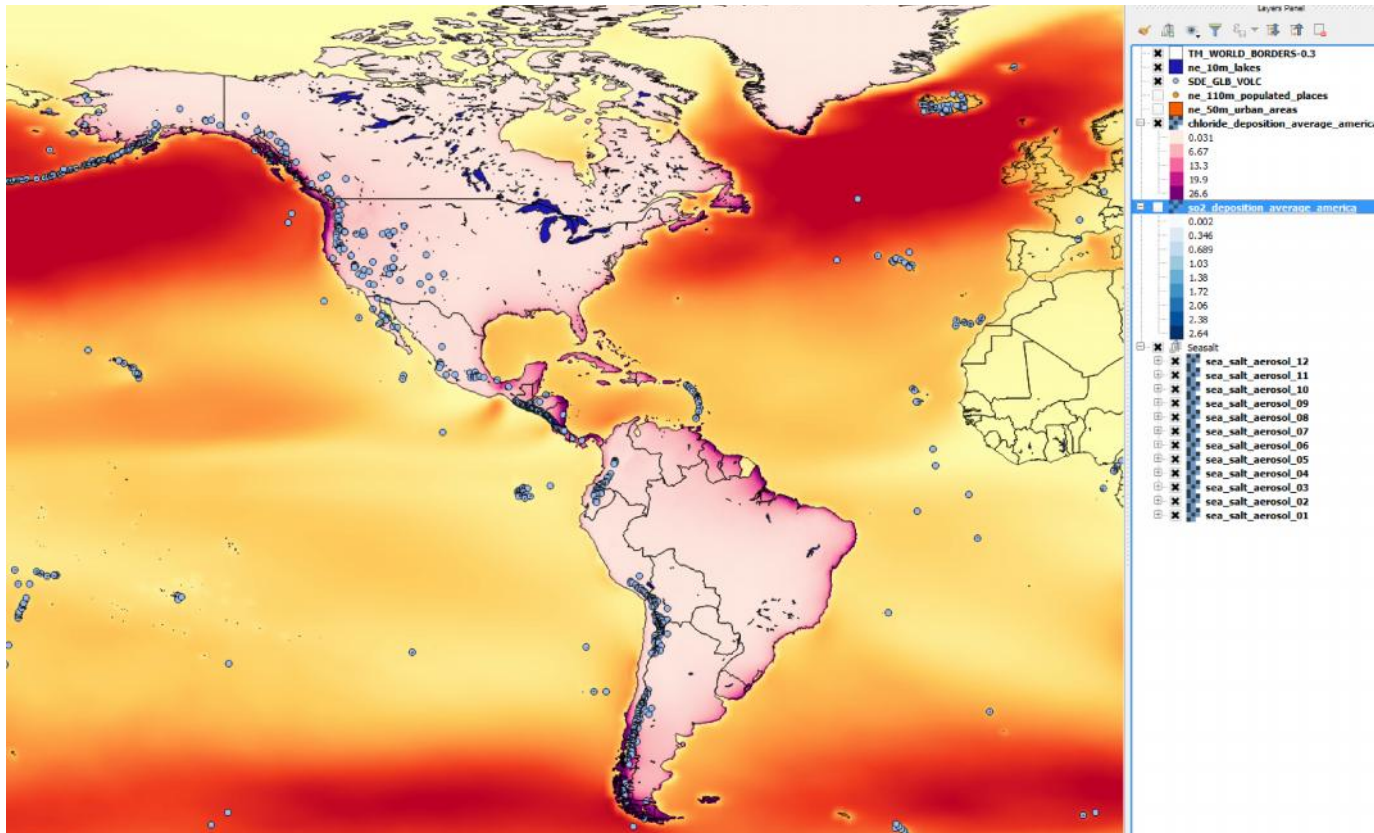 Layers Panel
TM_WORLD_BORDERS-0.3
ne_10m_lakes
SDE_GLB_VOLC
ne_110m_populated_places
ne_50m_urban_areas
chloride_deposition_average_america
0.031
6.67
13.3
19.9
26.6
so2_deposition_average_america
0.002
0.346
0.689
1.03
1.38
1.72
2.06
2.38
2.64
Seasalt
sea_salt_aerosol_12
sea_salt_aerosol_11
sea_salt_aerosol_10
sea_salt_aerosol_09
sea_salt_aerosol_08
sea_salt_aerosol_07
sea_salt_aerosol_06
sea_salt_aerosol_05
sea_salt_aerosol_04
sea_salt_aerosol_03
sea_salt_aerosol_02
sea_salt_aerosol_01